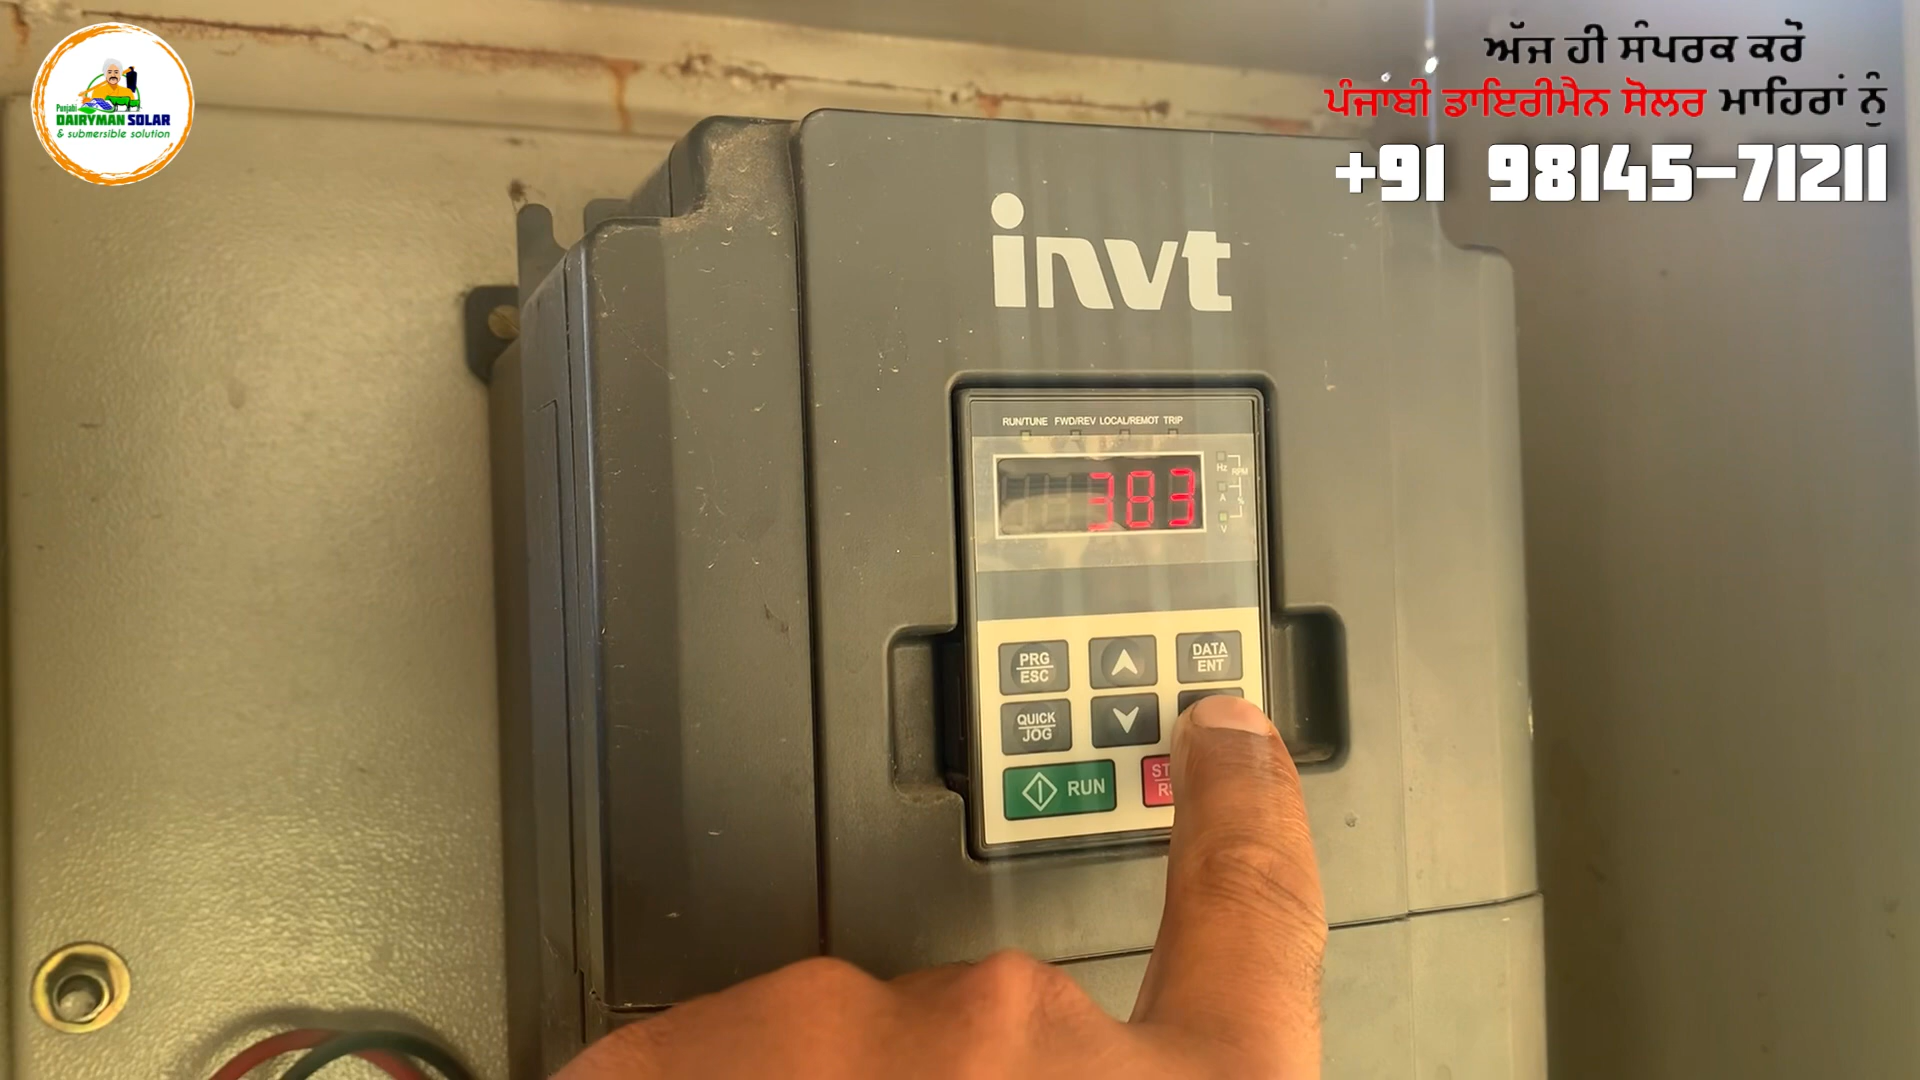 Punjabi
DAIRYMAN SOLAR
& submersible solution
ਅੱਜ ਹੀ ਸੰਪਰਕ ਕਰੋਂ
ਪੰਜਾਬੀ ਡਾਇਰੀਮੈਨ ਸੋਲਰ ਮਾਹਿਰਾਂ ਨੂੰ
+91 98145-71211
invt
RUN/TUNE FWD/REV LOCAL/REMOT TRIP
383
Hz
RPM
A
%
V
PRG
ESC
DATA
ENT
QUICK
JOG
RUN